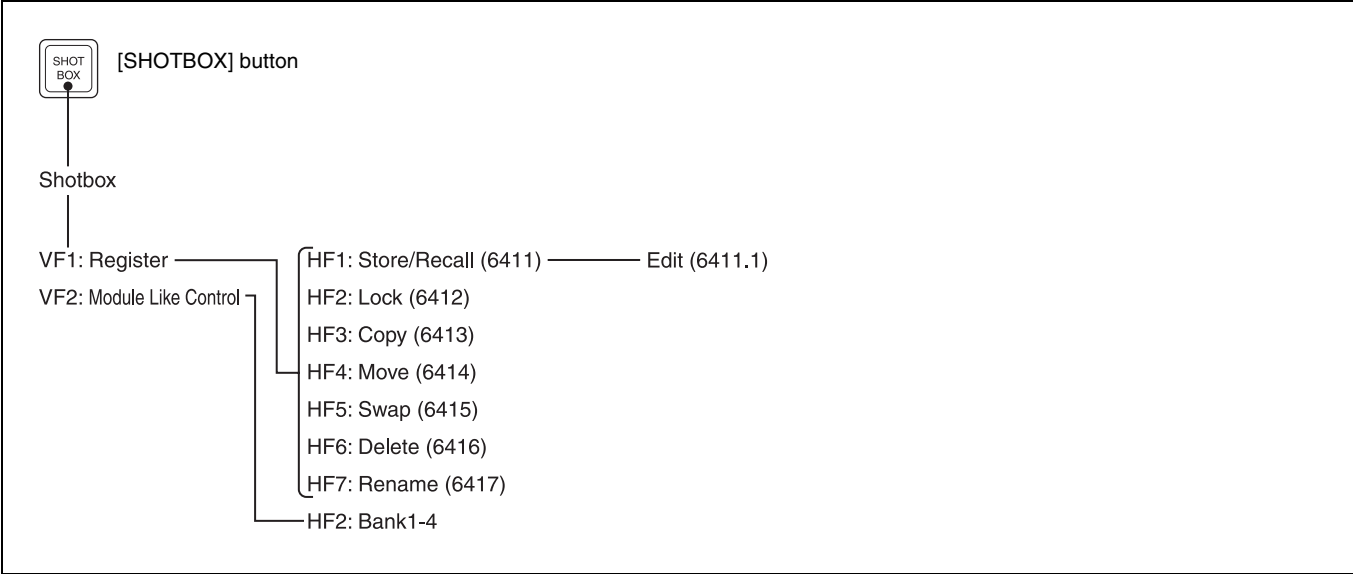 SHOT
BOX
[SHOTBOX] button
Shotbox
VF1: Register
VF2: Module Like Control
HF1: Store/Recall (6411)
Edit (6411.1)
HF2: Lock (6412)
HF3: Copy (6413)
HF4: Move (6414)
HF5: Swap (6415)
HF6: Delete (6416)
HF7: Rename (6417)
HF2: Bank1-4